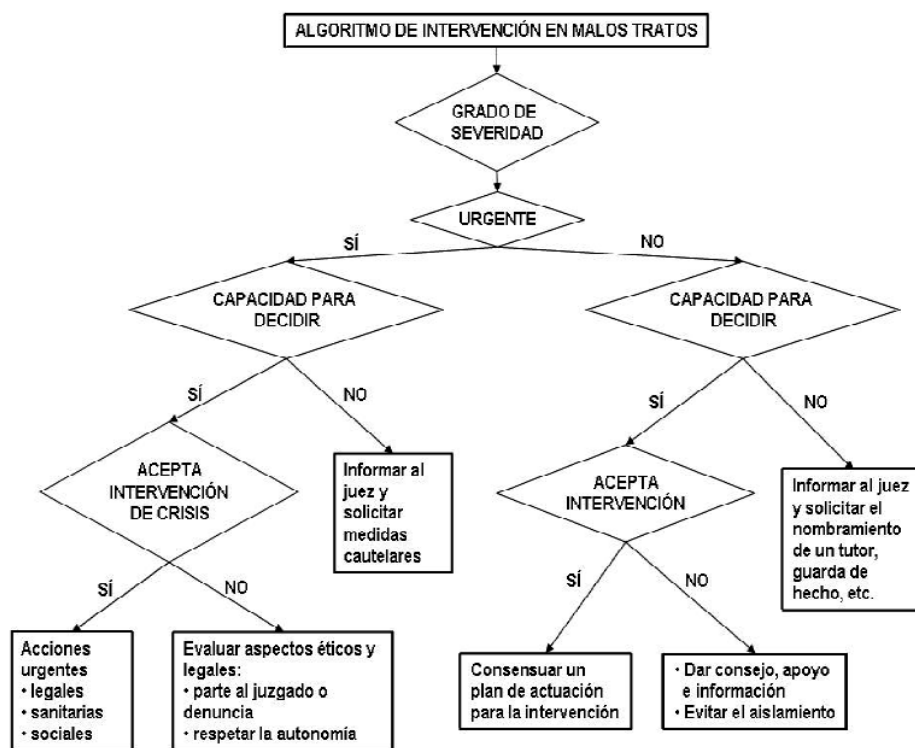 ALGORITMO DE INTERVENCIÓN EN MALOS TRATOS
GRADO DE
SEVERIDAD
URGENTE
SÍ
NO
CAPACIDAD PARA
DECIDIR
CAPACIDAD PARA
DECIDIR
SÍ
NO
SÍ
NO
ACEPTA
INTERVENCIÓN
DE CRISIS
Informar al
juez y
solicitar
medidas
cautelares
ACEPTA
INTERVENCIÓN
Informar al juez
y solicitar el
nombramiento
de un tutor,
guarda de
hecho, etc.
SÍ
NO
SÍ
NO
Acciones
urgentes
• legales
• sanitarias
• sociales
Evaluar aspectos éticos y
legales:
• parte al juzgado o
denuncia
• respetar la autonomía
Consensuar un
plan de actuación
para la intervención
• Dar consejo, apoyo
e información
• Evitar el aislamiento